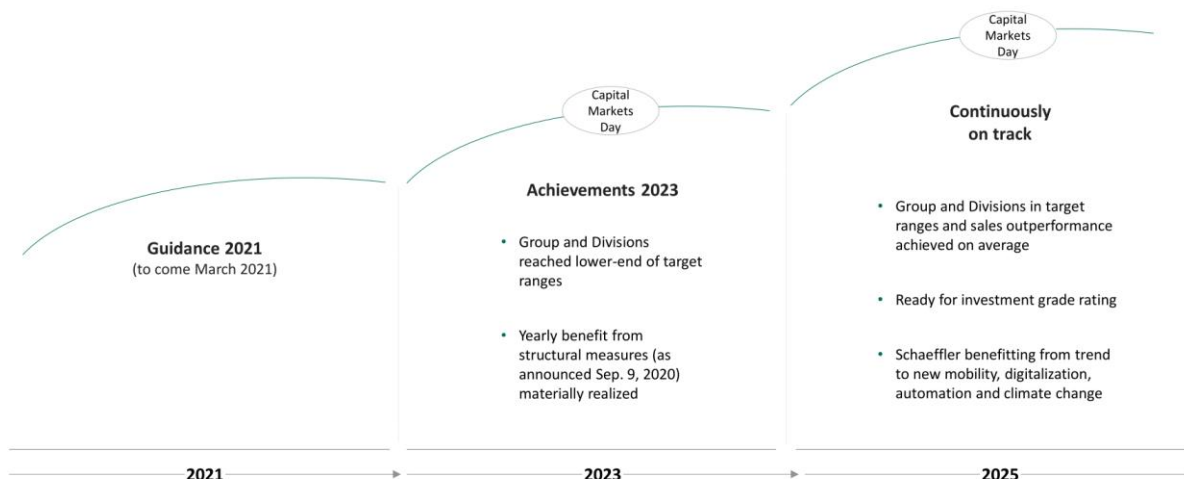 Guidance 2021
(to come March 2021)
Capital
Markets
Day
Achievements 2023
• Group and Divisions
reached lower-end of target
ranges
• Yearly benefit from
structural measures (as
announced Sep. 9, 2020)
materially realized
Capital
Markets
Day
Continuously
on track
• Group and Divisions in target
ranges and sales outperformance
achieved on average
• Ready for investment grade rating
• Schaeffler benefitting from trend
to new mobility, digitalization,
automation and climate change
2021
2023
2025